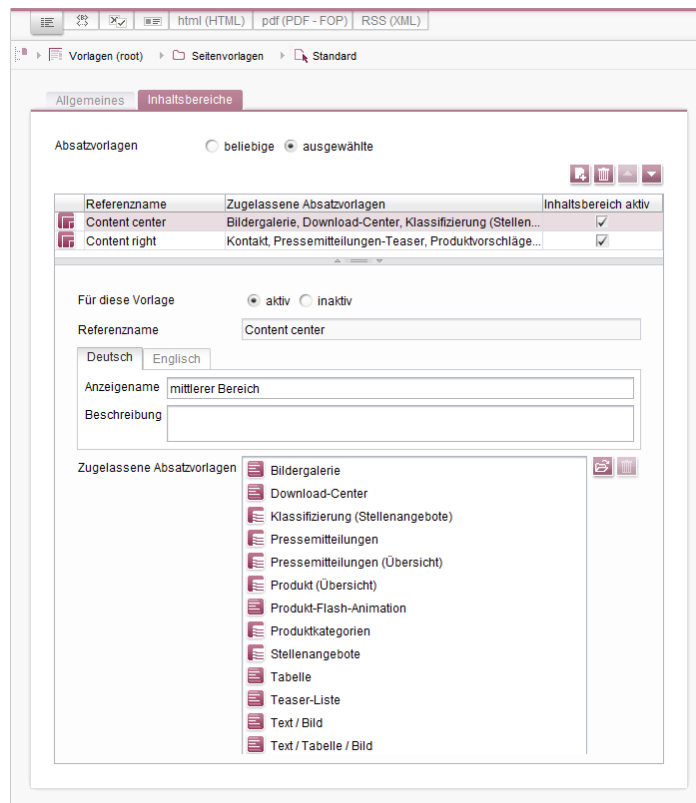 html (HTML) pdf (PDF - FOP) RSS (XML)
Vorlagen (root) Seitenvorlagen Standard
Allgemeines Inhaltsbereiche
Absatzvorlagen beliebige ausgewählte
Referenzname Zugelassene Absatzvorlagen Inhaltsbereich aktiv
Content center Bildergalerie, Download-Center, Klassifizierung (Stellen...
Content right Kontakt, Pressemitteilungen-Teaser, Produktvorschläge...
Für diese Vorlage aktiv inaktiv
Referenzname Content center
Deutsch Englisch
Anzeigename mittlerer Bereich
Beschreibung
Zugelassene Absatzvorlagen Bildergalerie
Download-Center
Klassifizierung (Stellenangebote)
Pressemitteilungen
Pressemitteilungen (Übersicht)
Produkt (Übersicht)
Produkt-Flash-Animation
Produktkategorien
Stellenangebote
Tabelle
Teaser-Liste
Text / Bild
Text / Tabelle / Bild